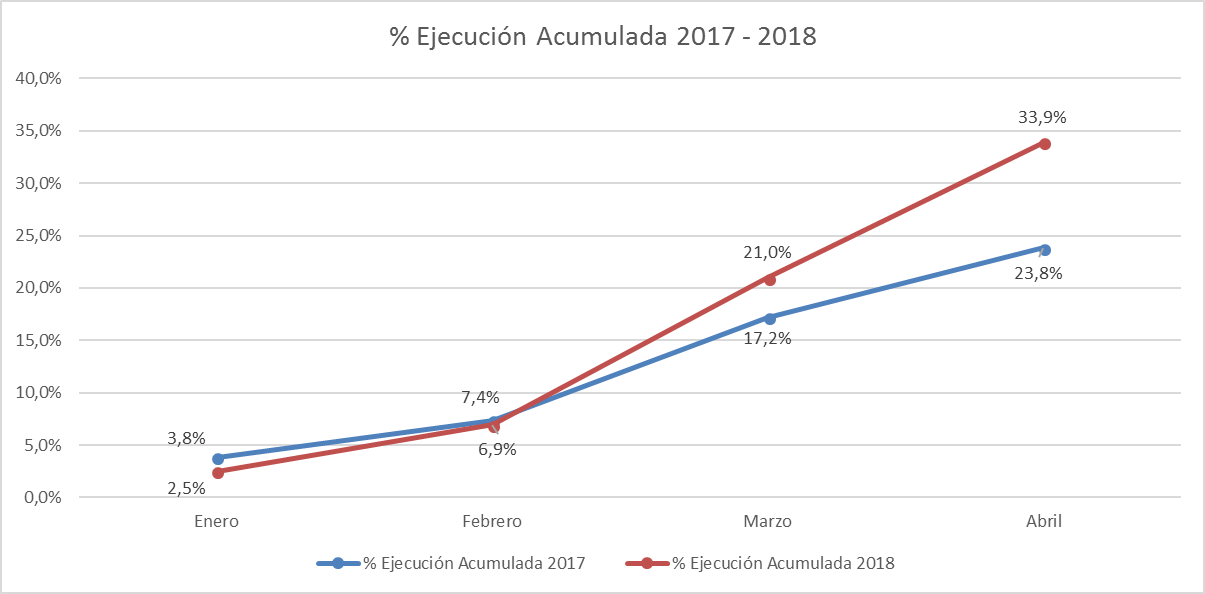 % Ejecución Acumulada 2017 - 2018
40,0%
35,0%
30,0%
25,0%
20,0%
15,0%
10,0%
5,0%
0,0%
33,9%
21,0%
23,8%
17,2%
7,4%
6,9%
3,8%
2,5%
Enero
Febrero
Marzo
Abril
% Ejecución Acumulada 2017
% Ejecución Acumulada 2018